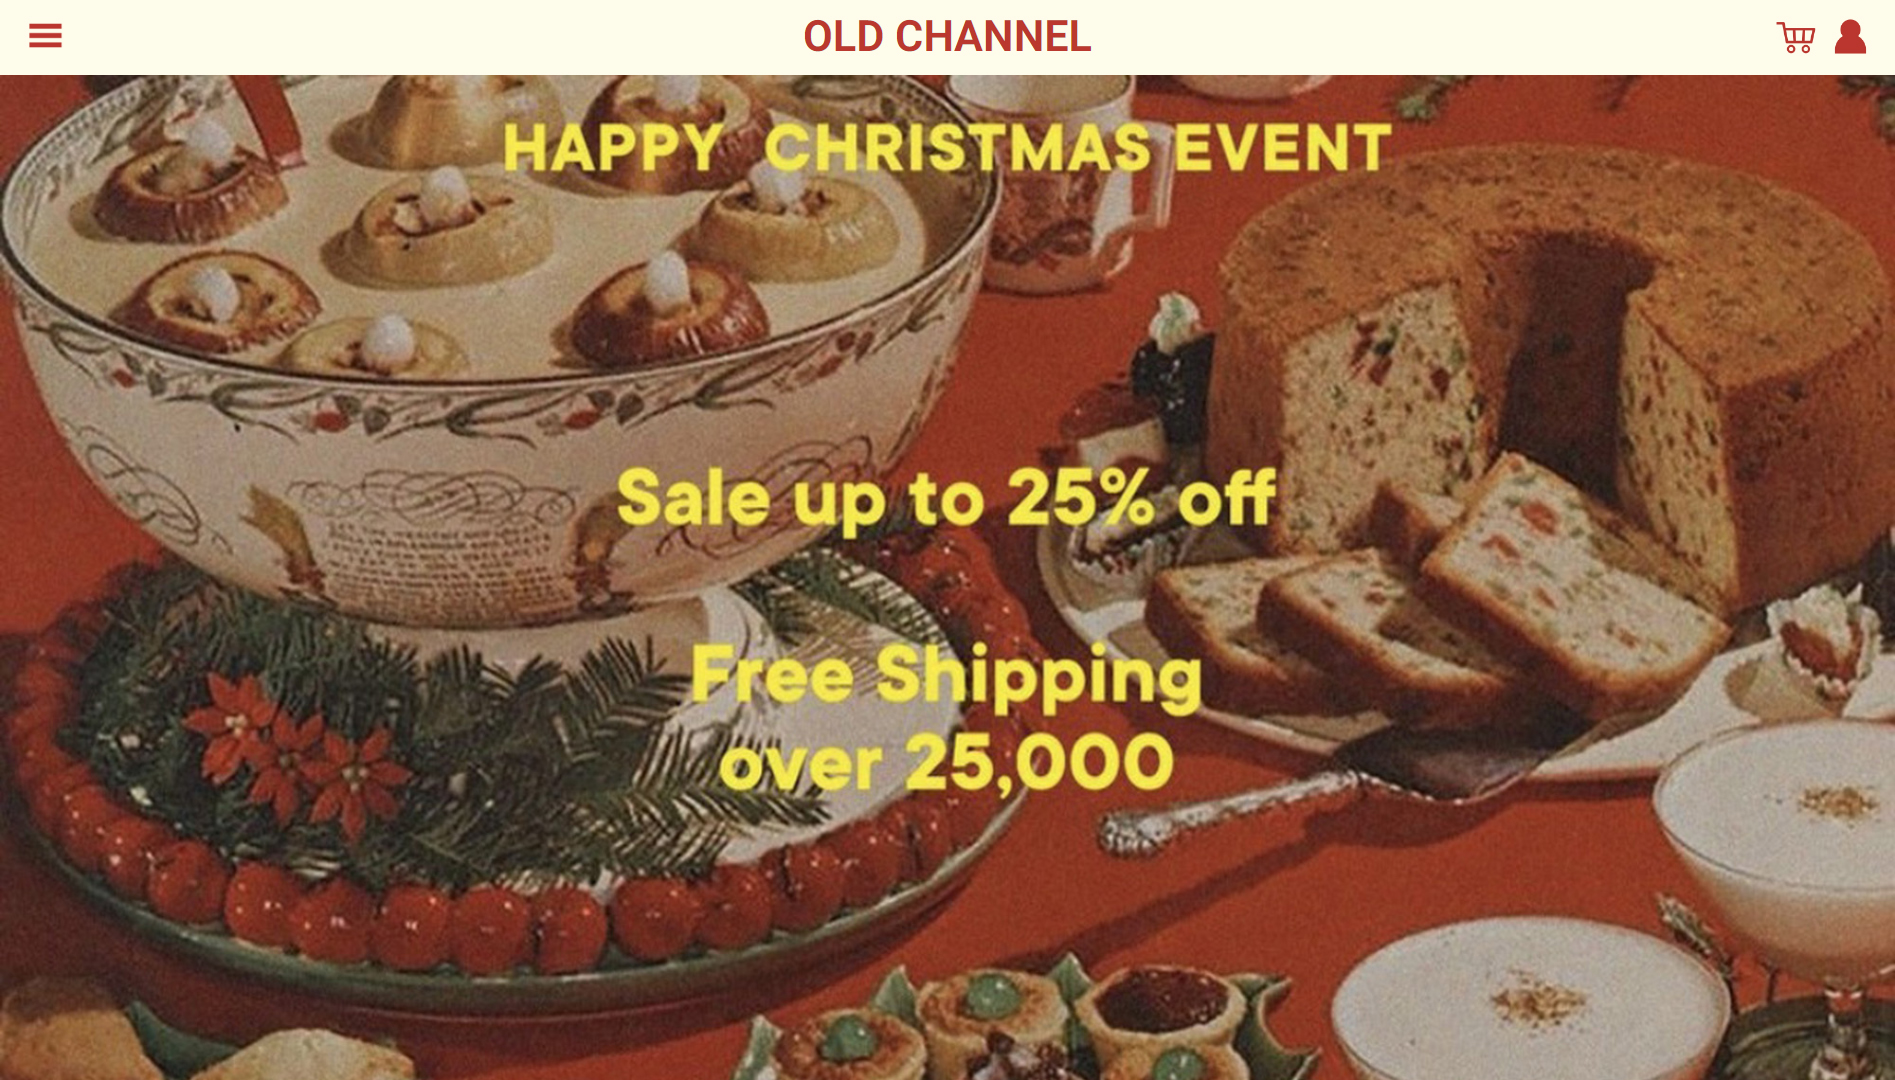 OLD CHANNEL
HAPPY CHRISTMAS EVENT
Sale up to 25% off
Free Shipping
over 25,000